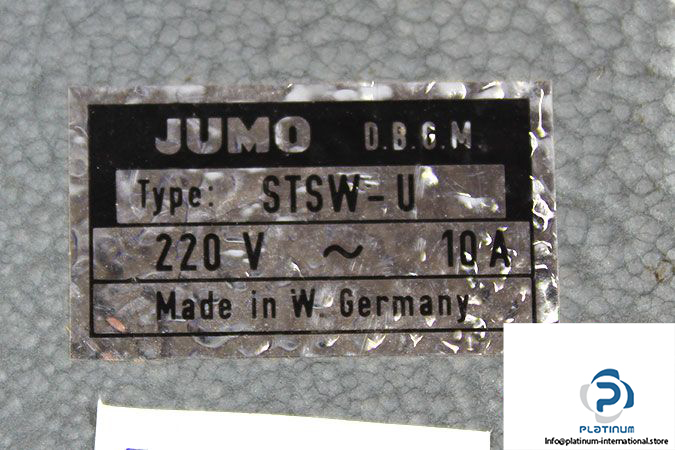 JUMO D.B.G.M.
Type: STSW-U
220 V ~ 10 A
Made in W. Germany
PLATINUM
Info@platinum-international.store